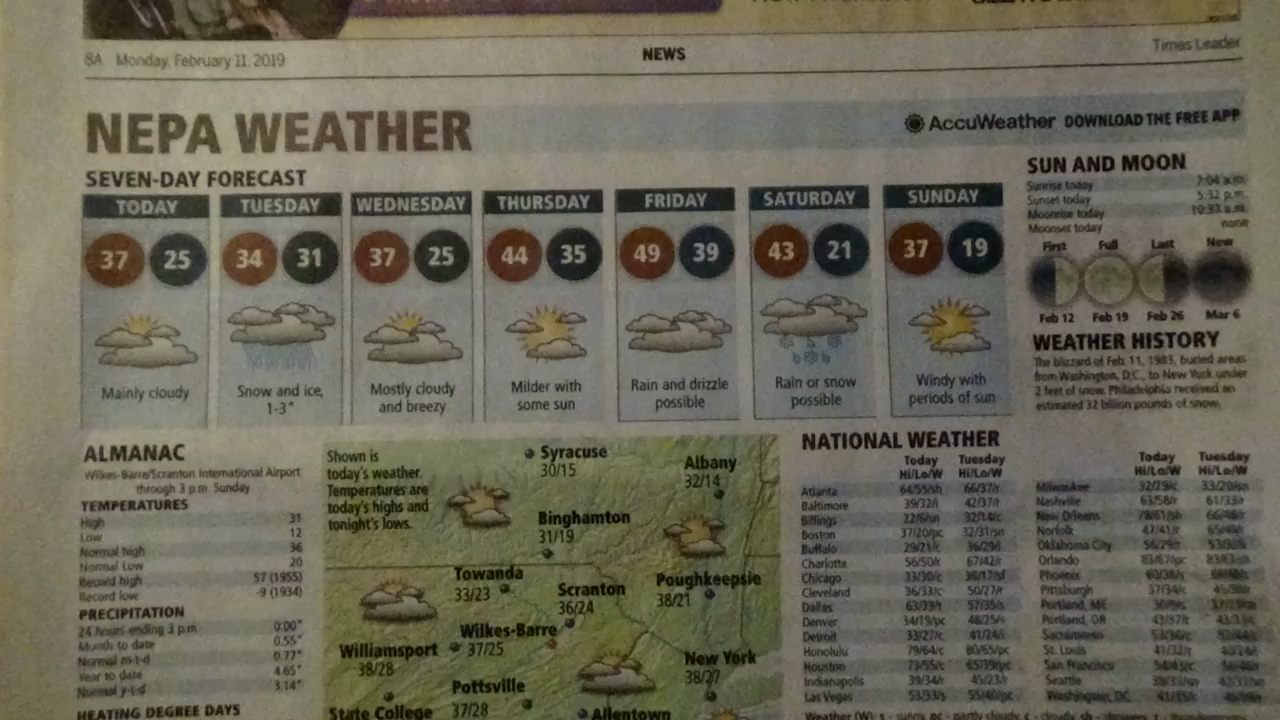 8A Monday, February 11, 2019
NEWS
Times Leader
NEPA WEATHER
AccuWeather DOWNLOAD THE FREE APP
SEVEN-DAY FORECAST
TODAY
37 25
Mainly cloudy
TUESDAY
34 31
Snow and ice,
1-3"
WEDNESDAY
37 25
Mostly cloudy
and breezy
THURSDAY
44 35
Milder with
some sun
FRIDAY
49 39
Rain and drizzle
possible
SATURDAY
43 21
Rain or snow
possible
SUNDAY
37 19
Windy with
periods of sun
SUN AND MOON
Sunrise today 7:04 a.m.
Sunset today 5:32 p.m.
Moonrise today 10:33 a.m.
Moonset today none
First Full Last New
Feb 12 Feb 19 Feb 26 Mar 6
WEATHER HISTORY
The blizzard of Feb. 11, 1983, buried areas
from Washington, D.C., to New York under
2 feet of snow. Philadelphia received an
estimated 32 billion pounds of snow.
ALMANAC
Wilkes-Barre/Scranton International Airport
through 3 p.m. Sunday
TEMPERATURES
High 31
Low 12
Normal high 36
Normal Low 20
Record high 57 (1955)
Record low -9 (1934)
PRECIPITATION
24 hours ending 3 p.m. 0.00"
Month to date 0.55"
Normal m-t-d 0.77"
Year to date 4.65"
Normal y-t-d 3.14"
HEATING DEGREE DAYS
Shown is
today's weather.
Temperatures are
today's highs and
tonight's lows.
Syracuse
30/15
Albany
32/14
Binghamton
31/19
Towanda
33/23
Scranton
36/24
Poughkeepsie
38/21
Wilkes-Barre
37/25
Williamsport
38/28
New York
38/27
Pottsville
37/28
State College
Allentown
NATIONAL WEATHER
Today Tuesday
Hi/Lo/W Hi/Lo/W
Atlanta 64/55/sh 66/37/r
Baltimore 39/32/i 42/37/r
Billings 22/6/sn 32/14/c
Boston 37/20/pc 32/31/sn
Buffalo 29/21/c 36/29/i
Charlotte 56/50/r 67/42/r
Chicago 33/30/c 36/17/sf
Cleveland 36/33/c 50/27/r
Dallas 63/39/t 57/35/s
Denver 34/19/pc 48/25/s
Detroit 33/27/c 41/24/i
Honolulu 79/64/c 80/65/pc
Houston 73/55/c 65/39/pc
Indianapolis 39/34/r 45/23/r
Las Vegas 53/33/s 55/40/pc
Today Tuesday
Hi/Lo/W Hi/Lo/W
Milwaukee 32/29/c 33/20/sn
Nashville 63/58/r 61/33/r
New Orleans 78/61/sh 66/46/r
Norfolk 47/41/r
Oklahoma City
Orlando 83/67/pc
Phoenix 60/38/s
Pittsburgh 37/34/c
Portland, ME
Portland, OR 43/37/r
Sacramento
St. Louis 41/32/r
San Francisco
Seattle
Washington, DC